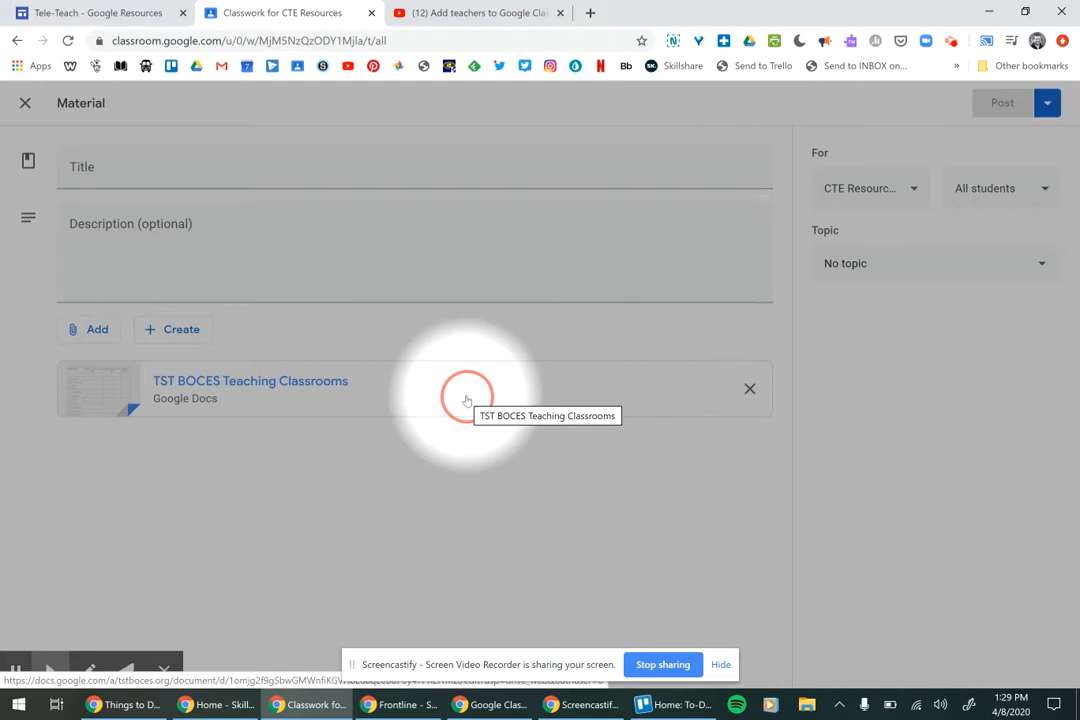 Tele-Teach - Google Resources
Classwork for CTE Resources
(12) Add teachers to Google Cla
classroom.google.com/u/0/w/MjM5NzQzODY1Mjla/t/all
Apps
Skillshare
Send to Trello
Send to INBOX on...
Other bookmarks
Material
Post
Title
For
CTE Resourc...
All students
Description (optional)
Topic
No topic
Add
Create
TST BOCES Teaching Classrooms
Google Docs
TST BOCES Teaching Classrooms
Screencastify - Screen Video Recorder is sharing your screen.
Stop sharing
Hide
Things to D...
Home - Skill...
Classwork fo...
Frontline - S...
Google Clas...
Screencastif...
Home: To-D...
1:29 PM
4/8/2020